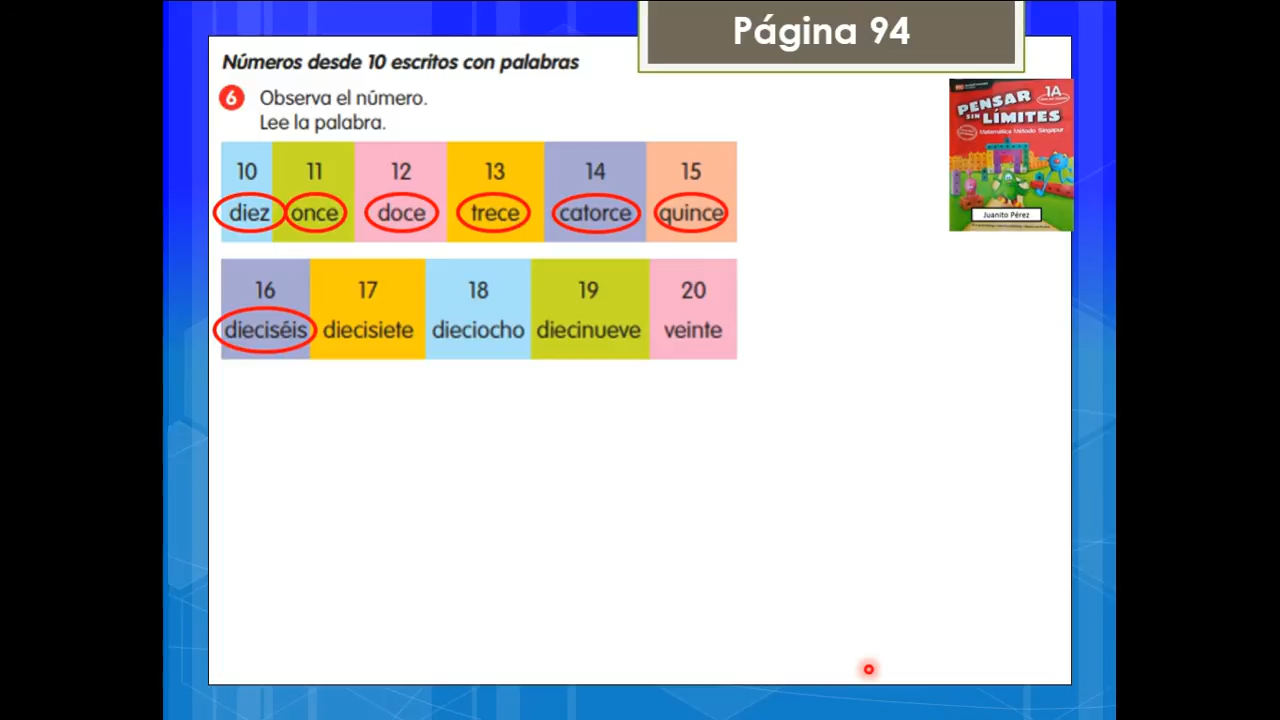 Página 94
Números desde 10 escritos con palabras
6 Observa el número.
Lee la palabra.
10 11 12 13 14 15
diez once doce trece catorce quince
16 17 18 19 20
dieciséis diecisiete dieciocho diecinueve veinte
1A
PENSAR
SIN LÍMITES
Matemática Método Singapur
Juanito Pérez